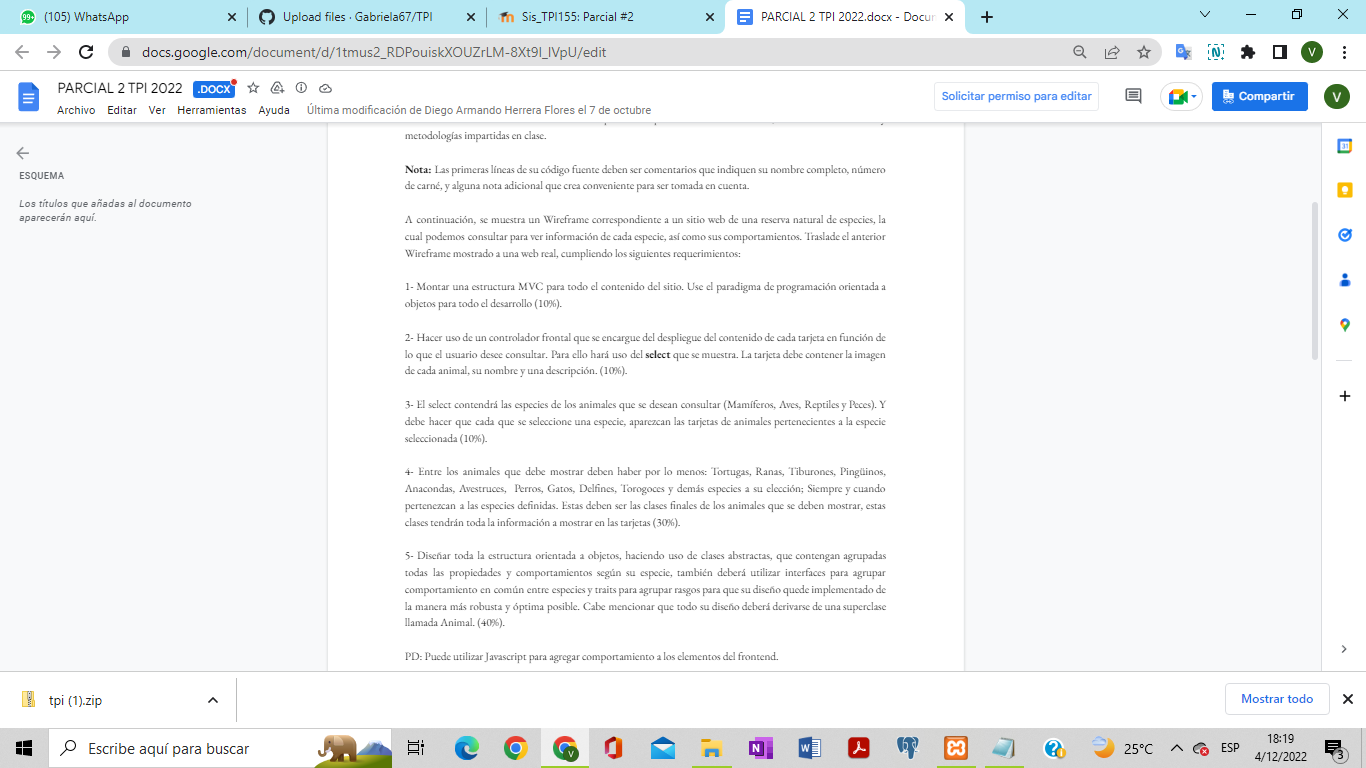 (105) WhatsApp
Upload files · Gabriela67/TPI
Sis_TPI155: Parcial #2
PARCIAL 2 TPI 2022.docx - Docur
docs.google.com/document/d/1tmus2_RDPouiskXOUZrLM-8Xt9I_IVpU/edit
V
PARCIAL 2 TPI 2022 .DOCX
Archivo Editar Ver Herramientas Ayuda Última modificación de Diego Armando Herrera Flores el 7 de octubre
Solicitar permiso para editar
Compartir
V
ESQUEMA
Los títulos que añadas al documento
aparecerán aquí.
metodologías impartidas en clase.
Nota: Las primeras líneas de su código fuente deben ser comentarios que indiquen su nombre completo, número
de carné, y alguna nota adicional que crea conveniente para ser tomada en cuenta.
A continuación, se muestra un Wireframe correspondiente a un sitio web de una reserva natural de especies, la
cual podemos consultar para ver información de cada especie, así como sus comportamientos. Traslade el anterior
Wireframe mostrado a una web real, cumpliendo los siguientes requerimientos:
1- Montar una estructura MVC para todo el contenido del sitio. Use el paradigma de programación orientada a
objetos para todo el desarrollo (10%).
2- Hacer uso de un controlador frontal que se encargue del despliegue del contenido de cada tarjeta en función de
lo que el usuario desee consultar. Para ello hará uso del select que se muestra. La tarjeta debe contener la imagen
de cada animal, su nombre y una descripción. (10%).
3- El select contendrá las especies de los animales que se desean consultar (Mamíferos, Aves, Reptiles y Peces). Y
debe hacer que cada que se seleccione una especie, aparezcan las tarjetas de animales pertenecientes a la especie
seleccionada (10%).
4- Entre los animales que debe mostrar deben haber por lo menos: Tortugas, Ranas, Tiburones, Pingüinos,
Anacondas, Avestruces, Perros, Gatos, Delfines, Torogoces y demás especies a su elección; Siempre y cuando
pertenezcan a las especies definidas. Estas deben ser las clases finales de los animales que se deben mostrar, estas
clases tendrán toda la información a mostrar en las tarjetas (30%).
5- Diseñar toda la estructura orientada a objetos, haciendo uso de clases abstractas, que contengan agrupadas
todas las propiedades y comportamientos según su especie, también deberá utilizar interfaces para agrupar
comportamiento en común entre especies y traits para agrupar rasgos para que su diseño quede implementado de
la manera más robusta y óptima posible. Cabe mencionar que todo su diseño deberá derivarse de una superclase
llamada Animal. (40%).
PD: Puede utilizar Javascript para agregar comportamiento a los elementos del frontend.
tpi (1).zip
Mostrar todo
Escribe aquí para buscar
25°C
ESP
18:19
4/12/2022
3